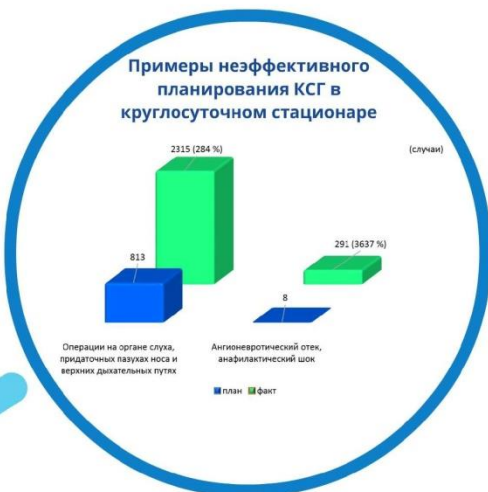 Примеры неэффективного
планирования КСГ в
круглосуточном стационаре
2315 (284 %)
(случаи)
813
291 (3637 %)
8
Операции на органе слуха,
придаточных пазухах носа и
верхних дыхательных путях
Ангионевротический отек,
анафилактический шок
план факт